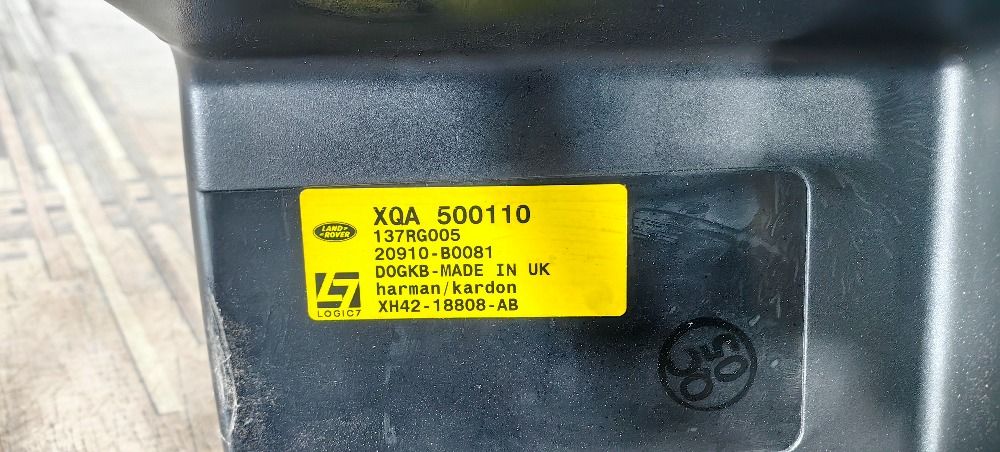 XQA 500110
LAND-
-ROVER
137RG005
20910-B0081
DOGKB-MADE IN UK
harman/kardon
LOGIC7
XH42-18808-AB